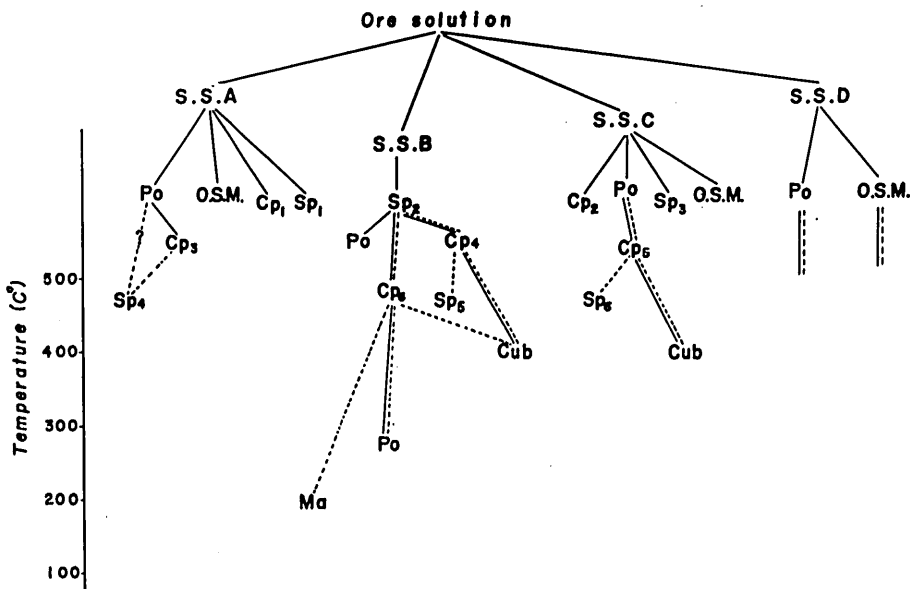 Ore solution
S.S.A
S.S.D
S.S.C
S.S.B
Po
O.S.M.
Cp1
Sp1
Sp2
Cp2
Po
Sp3
O.S.M.
Po
O.S.M.
?
Cp3
Po
Cp4
Cp5
500
Sp4
Cp6
Sp5
Sp6
400
Cub
Cub
300
Po
200
Ma
100
Temperature (C°)